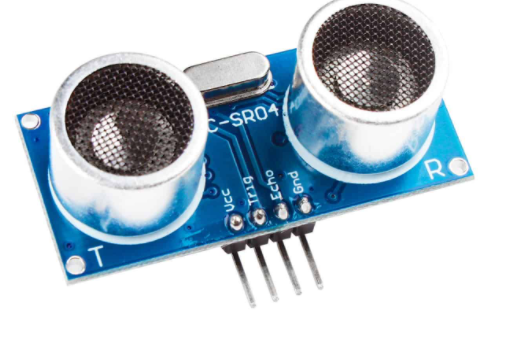 C-SR04
Vcc
Trig
Echo
Gnd
T
R